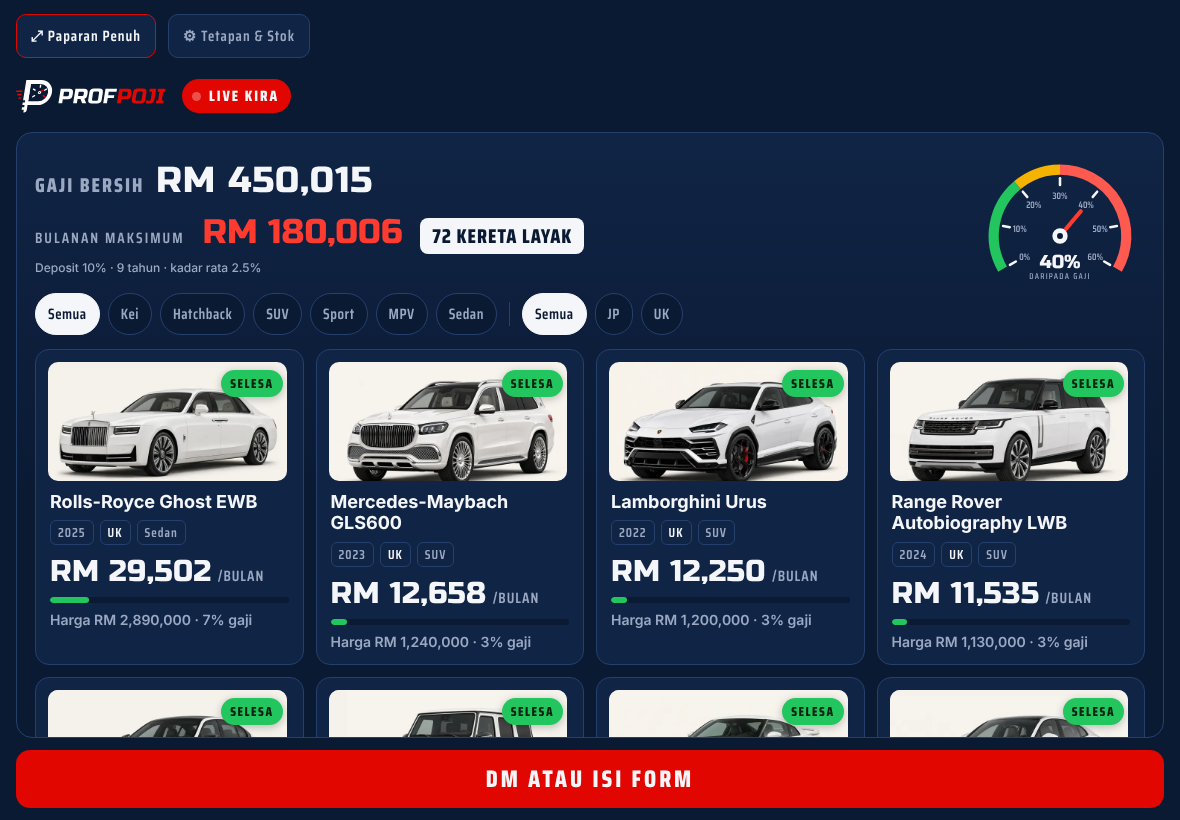 ⤢ Paparan Penuh
⚙ Tetapan & Stok
PROFPOJI
LIVE KIRA
GAJI BERSIH RM 450,015
BULANAN MAKSIMUM RM 180,006 72 KERETA LAYAK
Deposit 10% · 9 tahun · kadar rata 2.5%
0% 10% 20% 30% 40% 50% 60%
40%
DARIPADA GAJI
Semua Kei Hatchback SUV Sport MPV Sedan Semua JP UK
SELESA
Rolls-Royce Ghost EWB
2025 UK Sedan
RM 29,502 /BULAN
Harga RM 2,890,000 · 7% gaji
SELESA
Mercedes-Maybach
GLS600
2023 UK SUV
RM 12,658 /BULAN
Harga RM 1,240,000 · 3% gaji
SELESA
Lamborghini Urus
2022 UK SUV
RM 12,250 /BULAN
Harga RM 1,200,000 · 3% gaji
SELESA
RANGE ROVER
Range Rover
Autobiography LWB
2024 UK SUV
RM 11,535 /BULAN
Harga RM 1,130,000 · 3% gaji
SELESA
SELESA
SELESA
SELESA
DM ATAU ISI FORM